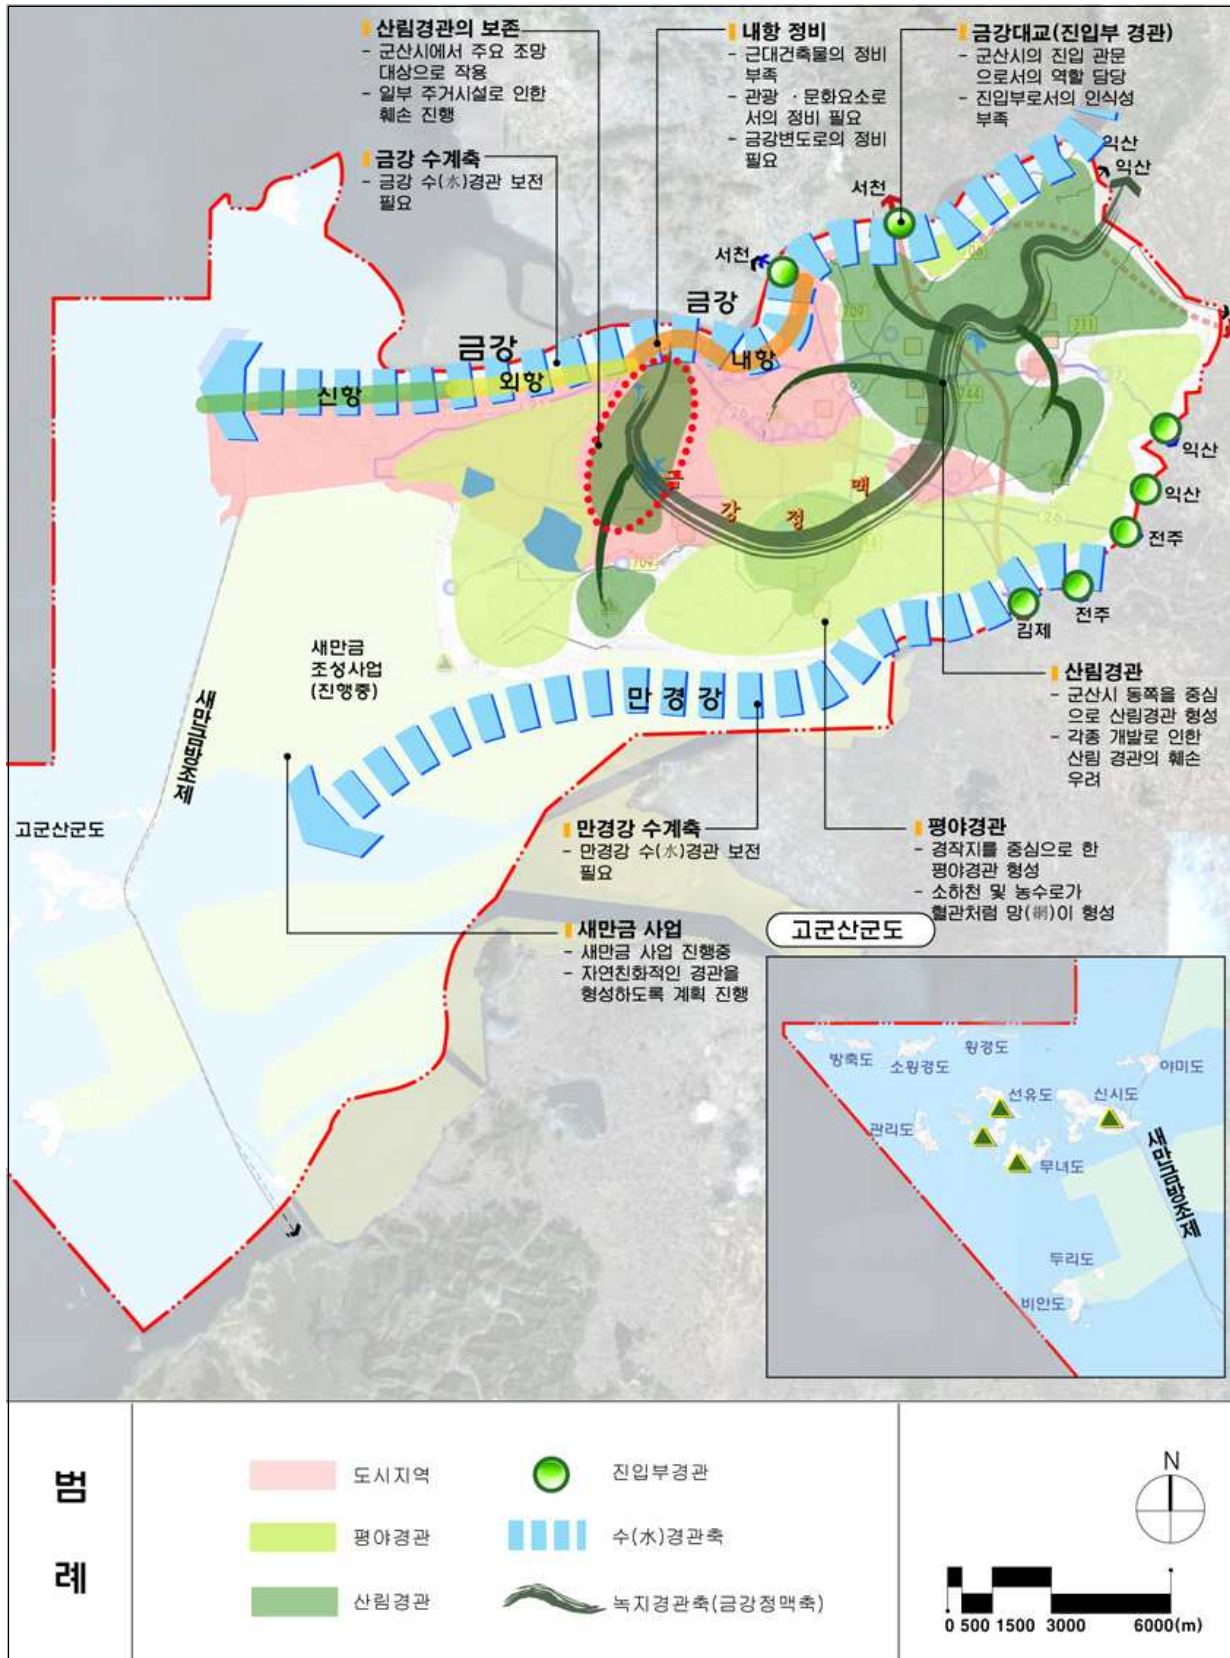 산림경관의 보존
- 군산시에서 주요 조망
대상으로 작용
- 일부 주거시설로 인한
훼손 진행
내항 정비
- 근대건축물의 정비
부족
- 관광 · 문화요소로
서의 정비 필요
- 금강변도로의 정비
필요
금강대교(진입부 경관)
- 군산시의 진입 관문
으로서의 역할 담당
- 진입부로서의 인식성
부족
금강 수계축
- 금강 수(水)경관 보전
필요
익산
익산
서천
서천
금강
금강
신항
외항
내항
709
711
744
26
26
709
금
강
정
맥
익산
익산
전주
전주
김제
새만금
조성사업
(진행중)
새만금방조제
만경강
고군산군도
산림경관
- 군산시 동쪽을 중심
으로 산림경관 형성
- 각종 개발로 인한
산림 경관의 훼손
우려
만경강 수계축
- 만경강 수(水)경관 보전
필요
평야경관
- 경작지를 중심으로 한
평야경관 형성
- 소하천 및 농수로가
혈관처럼 망(網)이 형성
새만금 사업
- 새만금 사업 진행중
- 자연친화적인 경관을
형성하도록 계획 진행
고군산군도
방축도
소횡경도
횡경도
야미도
선유도
신시도
관리도
무녀도
새만금방조제
두리도
비안도
범
례
도시지역
진입부경관
평야경관
수(水)경관축
산림경관
녹지경관축(금강정맥축)
N
0 500 1500 3000 6000(m)